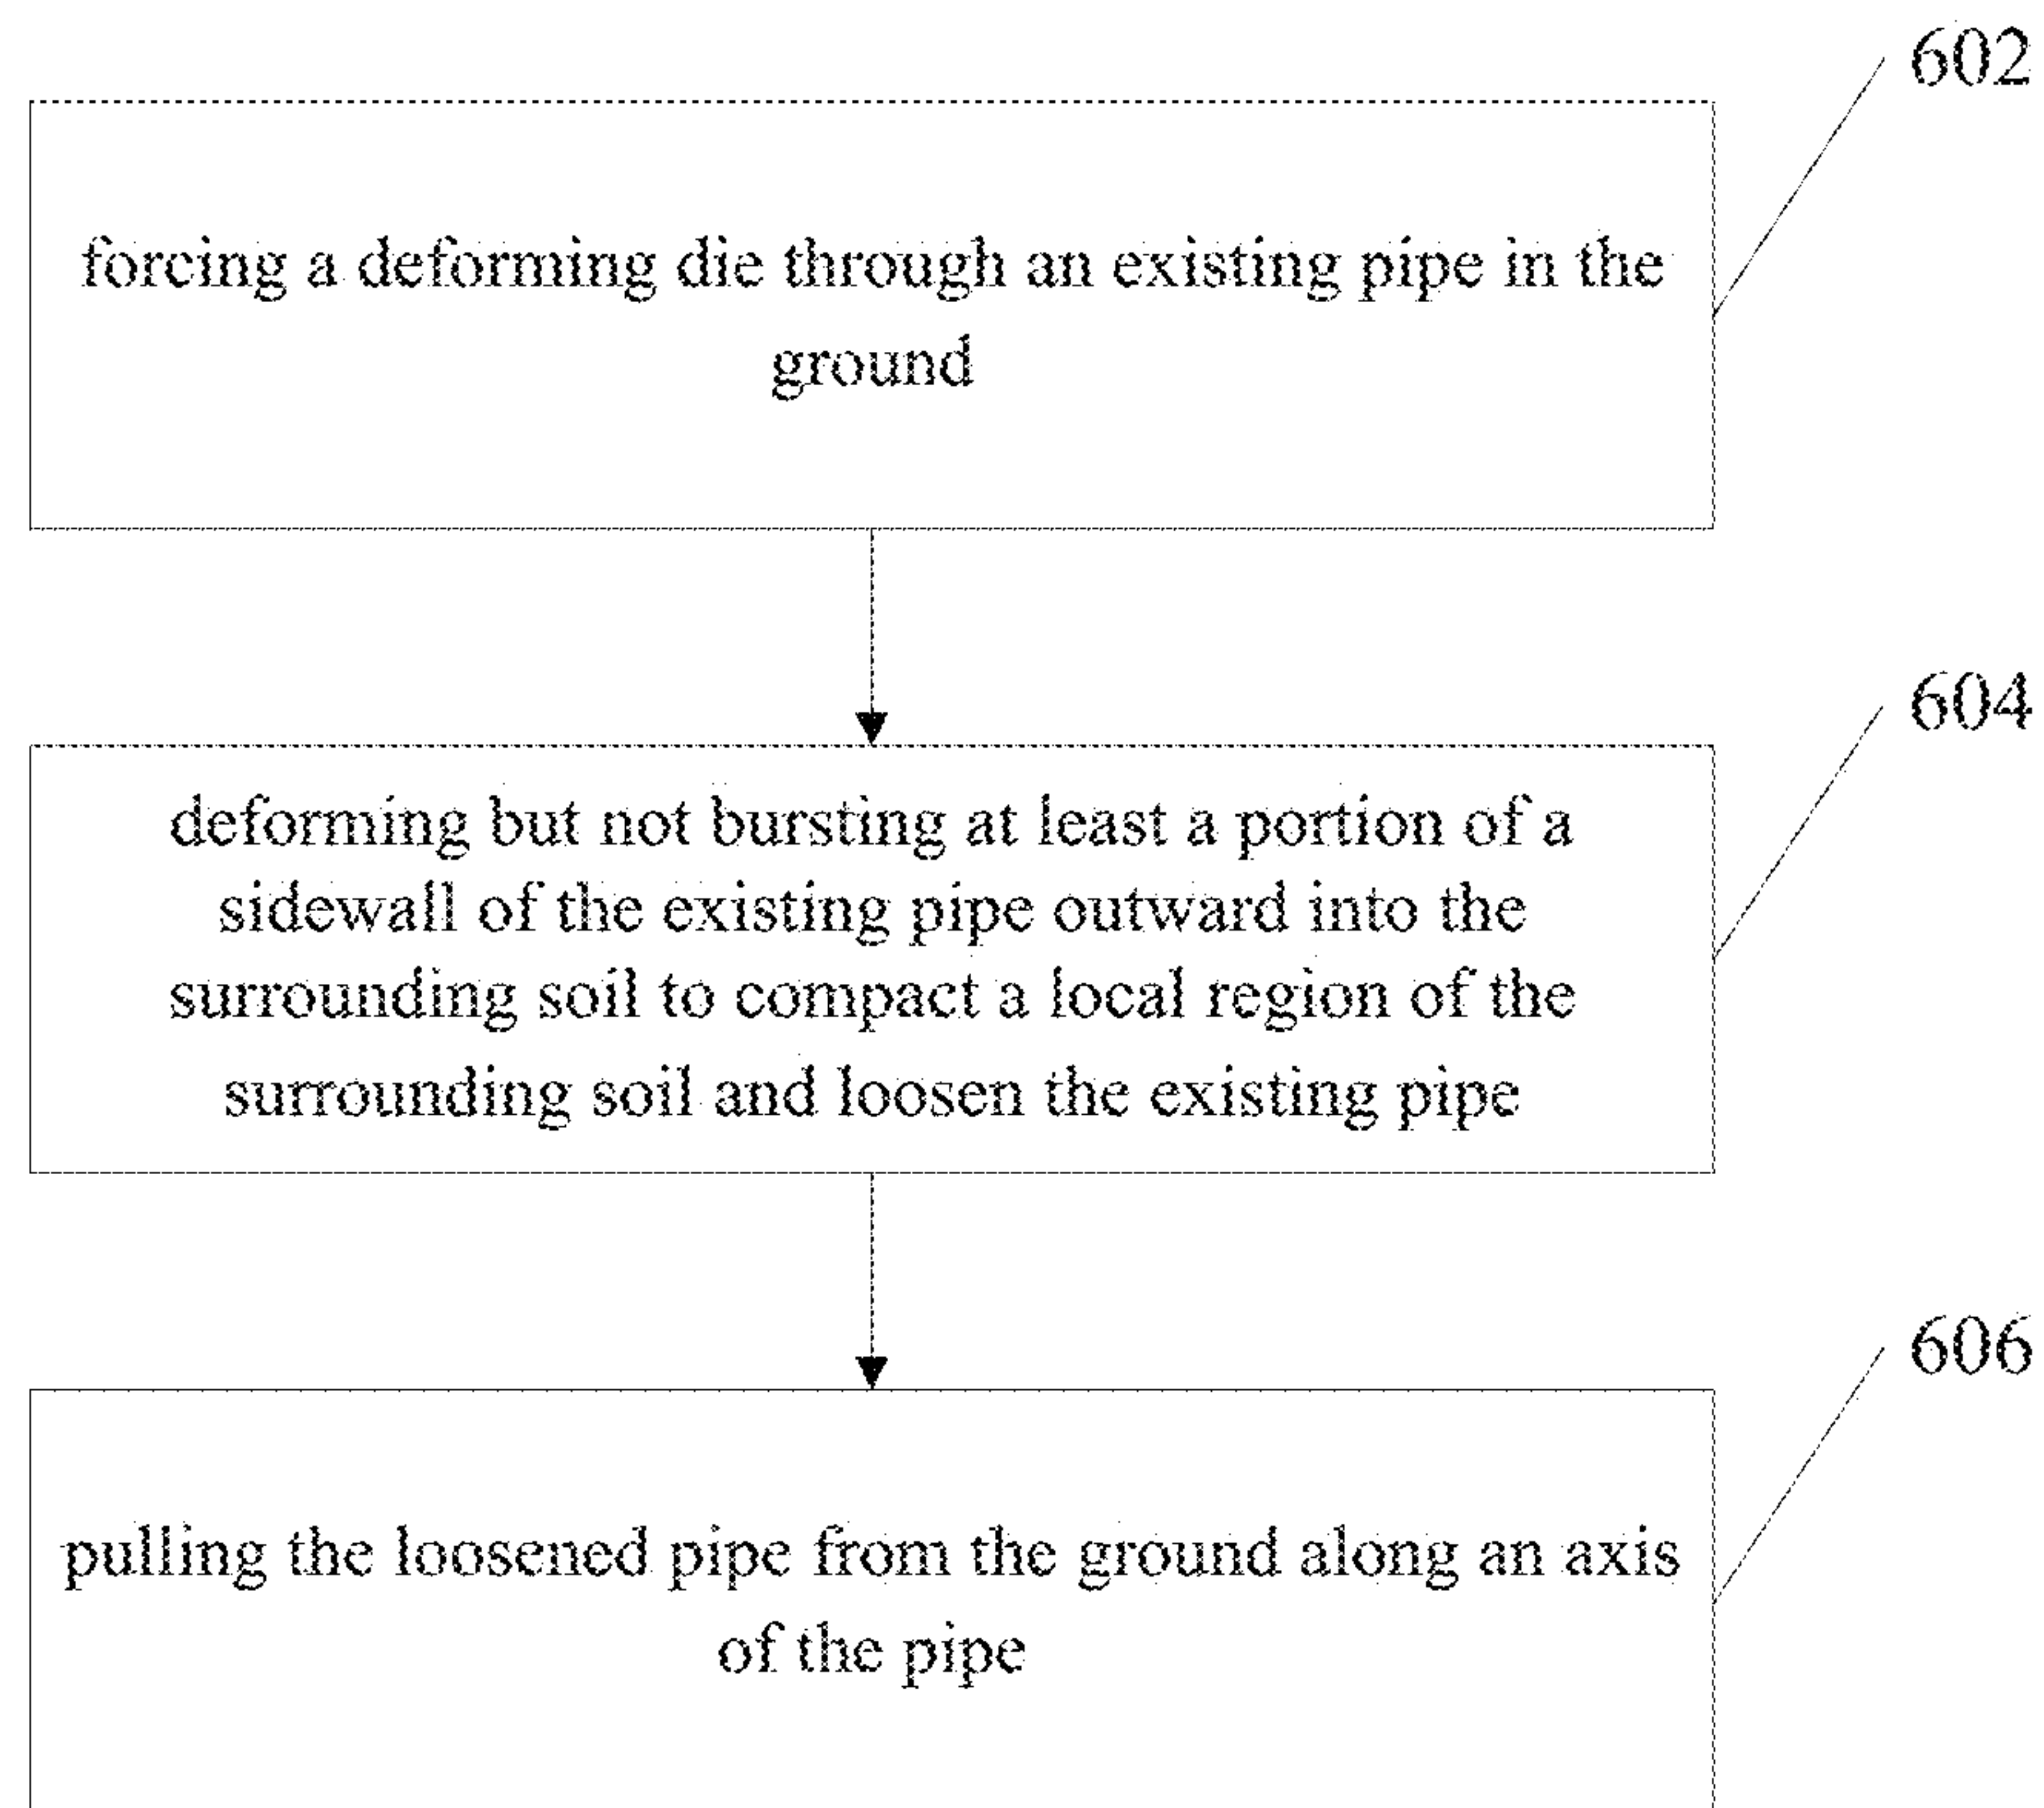 602
forcing a deforming die through an existing pipe in the
ground
604
deforming but not bursting at least a portion of a
sidewall of the existing pipe outward into the
surrounding soil to compact a local region of the
surrounding soil and loosen the existing pipe
606
pulling the loosened pipe from the ground along an axis
of the pipe